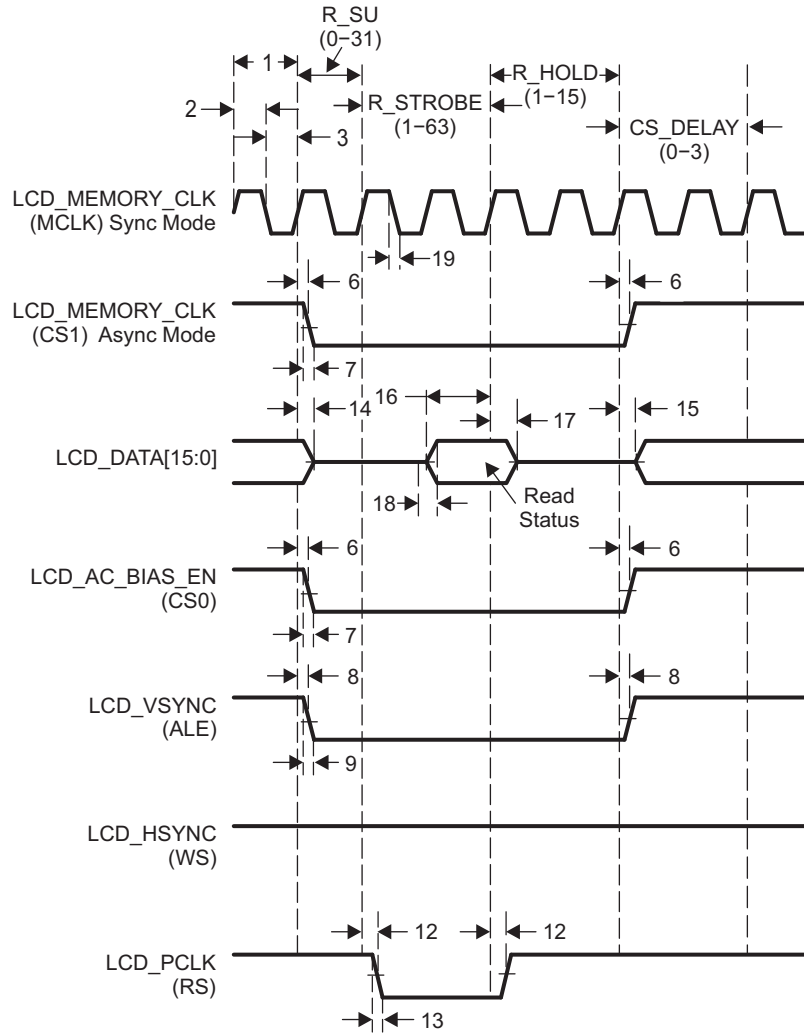 R_SU
(0−31)
1
R_HOLD
(1−15)
R_STROBE
(1−63)
2
3
CS_DELAY
(0−3)
LCD_MEMORY_CLK
(MCLK) Sync Mode
19
6
6
LCD_MEMORY_CLK
(CS1) Async Mode
7
16
14
17
15
LCD_DATA[15:0]
18
Read
Status
6
6
LCD_AC_BIAS_EN
(CS0)
7
8
8
LCD_VSYNC
(ALE)
9
LCD_HSYNC
(WS)
12
12
LCD_PCLK
(RS)
13